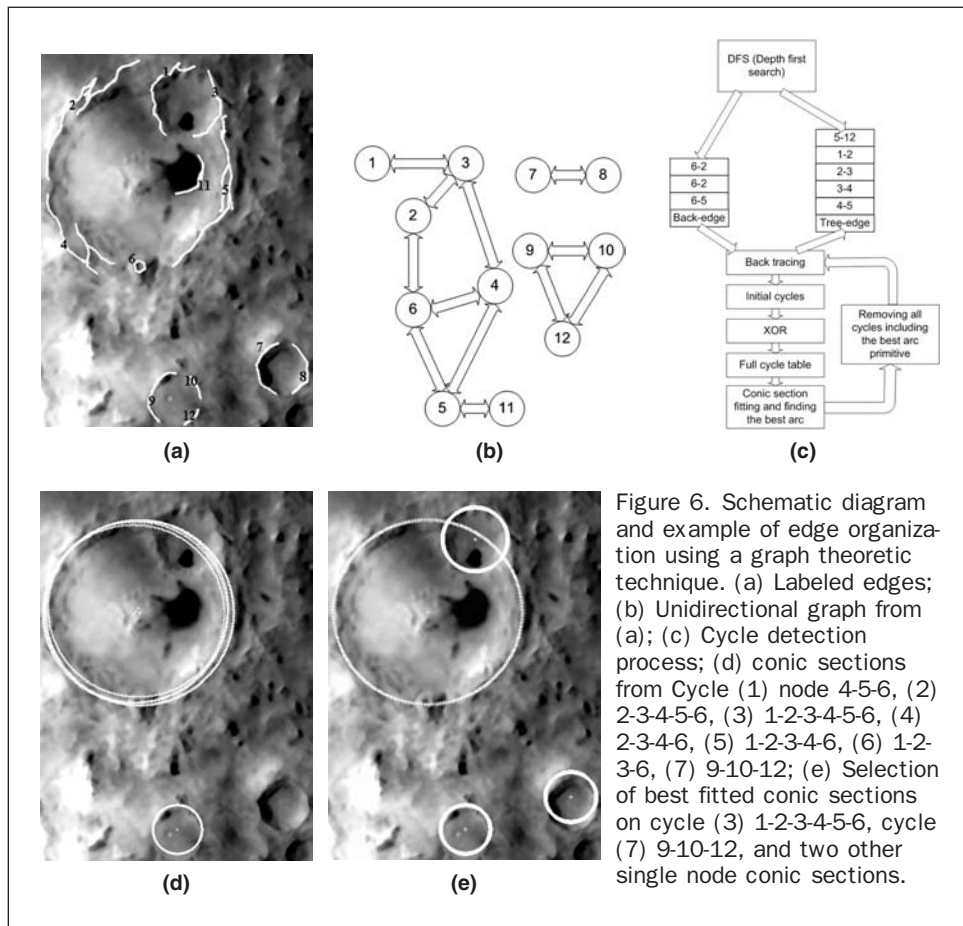 1
2
3
11
5
4
6
7
8
10
9
12
(a)
1
3
7
8
2
9
10
6
4
12
5
11
(b)
DFS (Depth first
search)
5-12
1-2
2-3
3-4
4-5
Tree-edge
6-2
6-2
6-5
Back-edge
Back tracing
Initial cycles
XOR
Full cycle table
Conic section
fitting and finding
the best arc
Removing all
cycles including
the best arc
primitive
(c)
(d)
(e)
Figure 6. Schematic diagram
and example of edge organiza-
tion using a graph theoretic
technique. (a) Labeled edges;
(b) Unidirectional graph from
(a); (c) Cycle detection
process; (d) conic sections
from Cycle (1) node 4-5-6, (2)
2-3-4-5-6, (3) 1-2-3-4-5-6, (4)
2-3-4-6, (5) 1-2-3-4-6, (6) 1-2-
3-6, (7) 9-10-12; (e) Selection
of best fitted conic sections
on cycle (3) 1-2-3-4-5-6, cycle
(7) 9-10-12, and two other
single node conic sections.